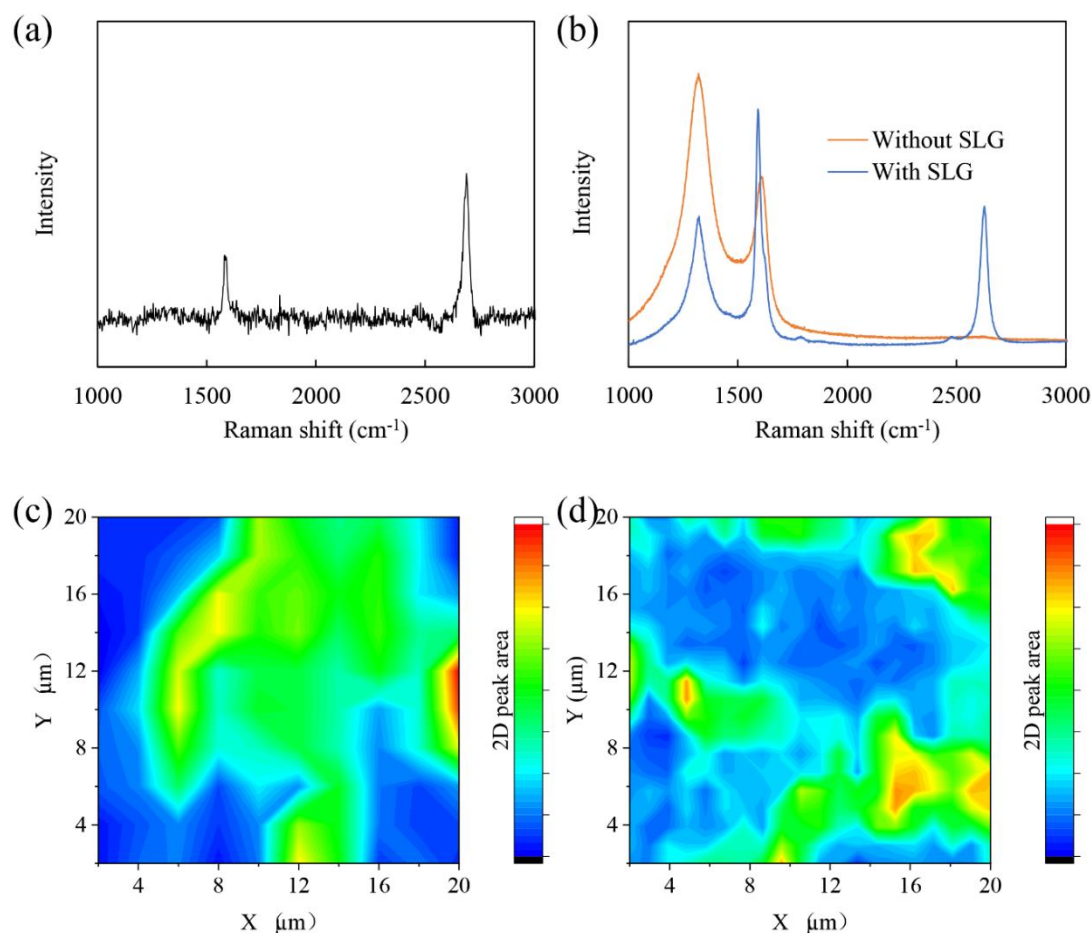 (a)
Intensity
1000 1500 2000 2500 3000
Raman shift (cm⁻¹)
(b)
Intensity
Without SLG
With SLG
1000 1500 2000 2500 3000
Raman shift (cm⁻¹)
(c)
20
16
12
8
4
Y (μm)
4 8 12 16 20
X (μm)
2D peak area
(d)
20
16
12
8
4
Y (μm)
4 8 12 16 20
X (μm)
2D peak area